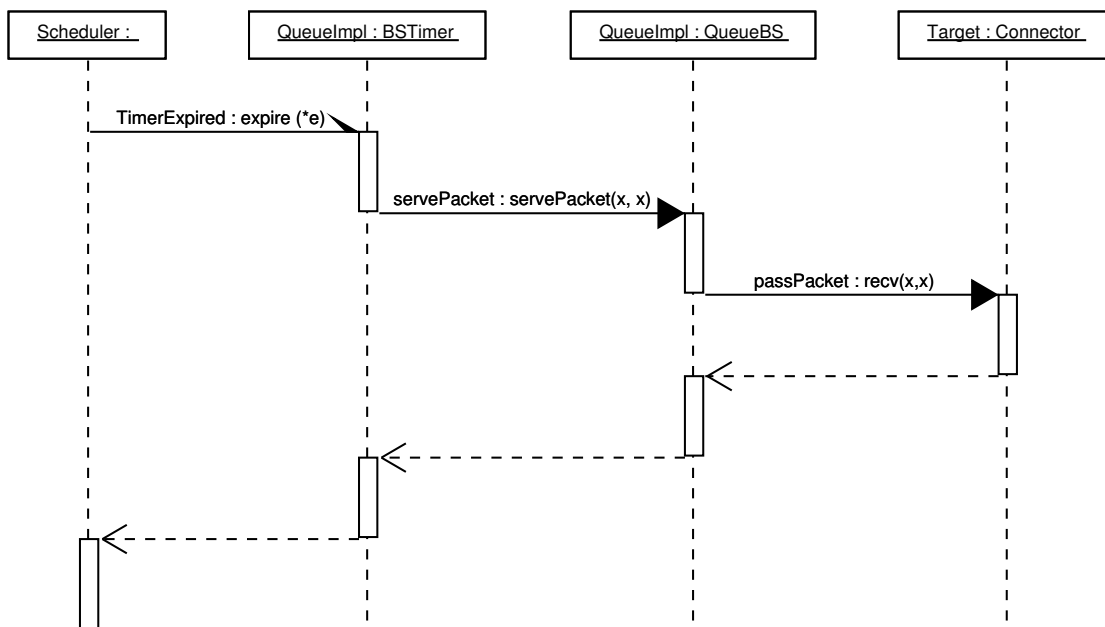 Scheduler :
QueueImpl : BSTimer
QueueImpl : QueueBS
Target : Connector
TimerExpired : expire (*e)
servePacket : servePacket(x, x)
passPacket : recv(x,x)